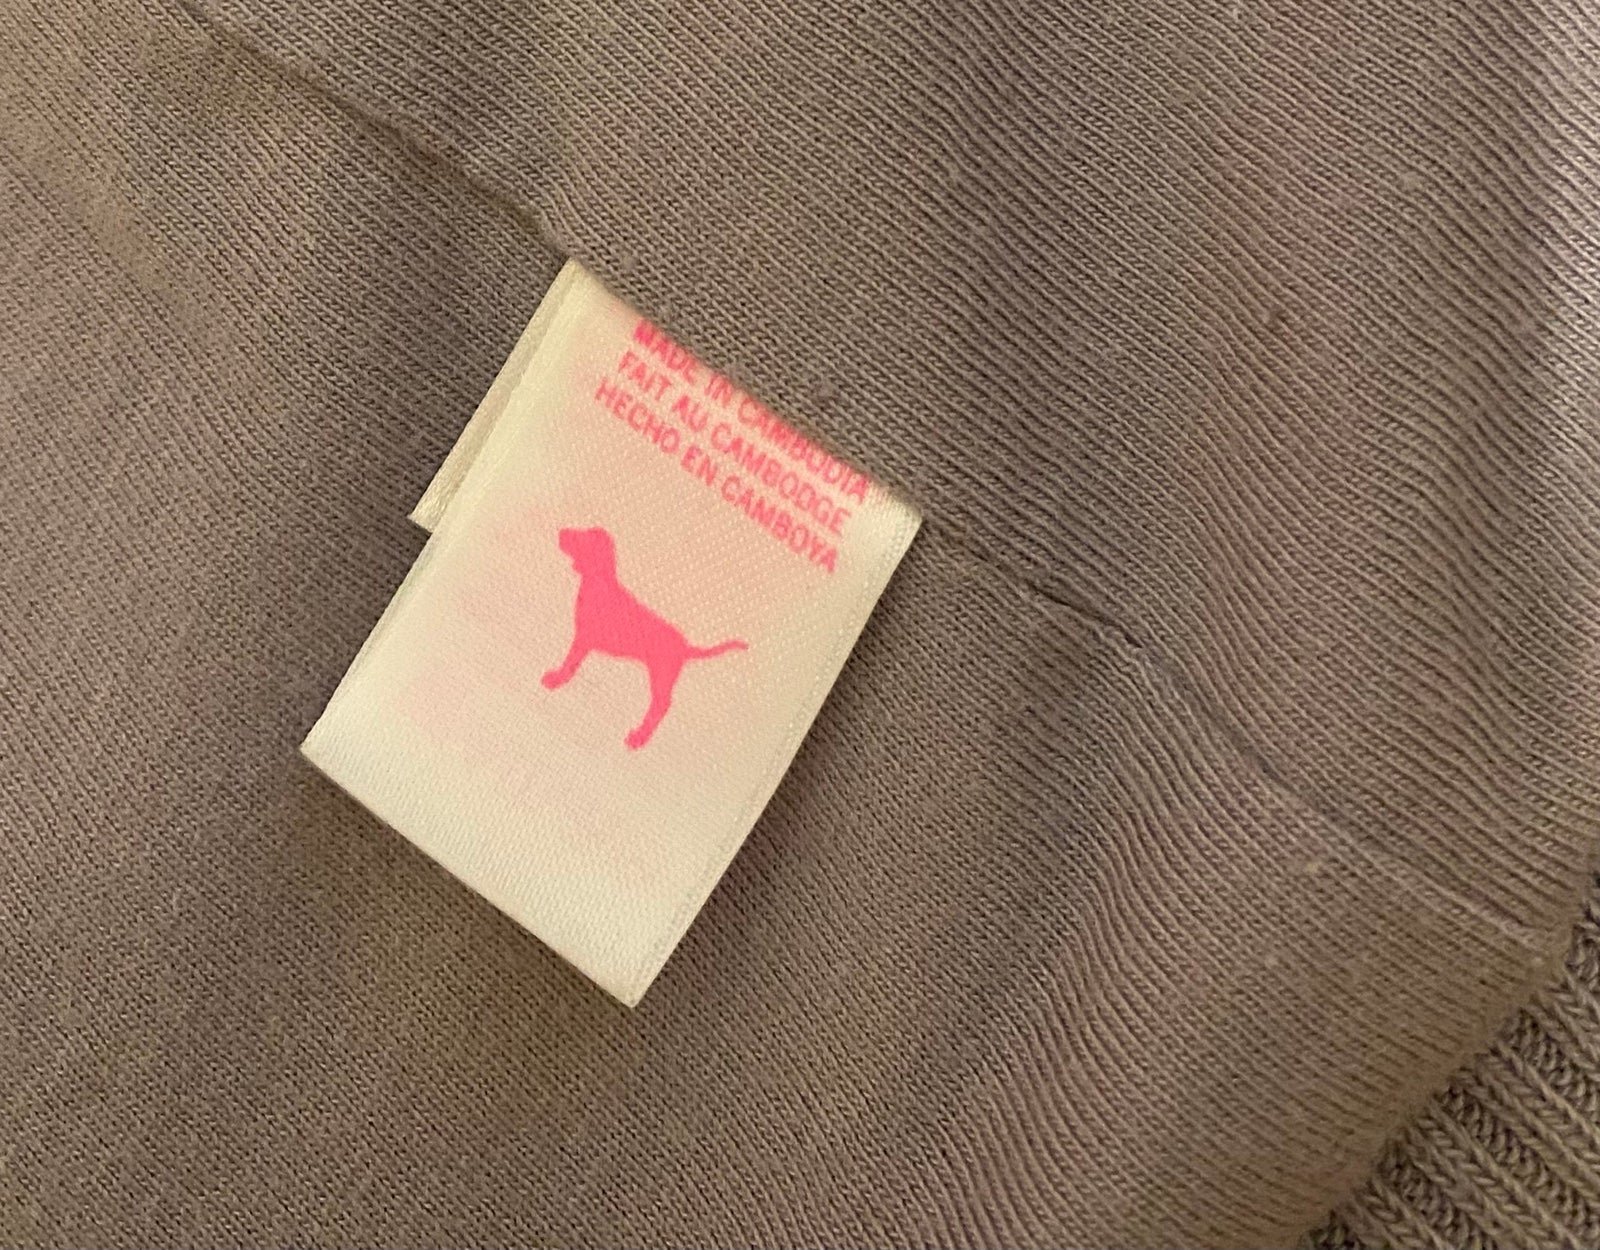 MADE IN CAMBODIA
FAIT AU CAMBODGE
HECHO EN CAMBOYA